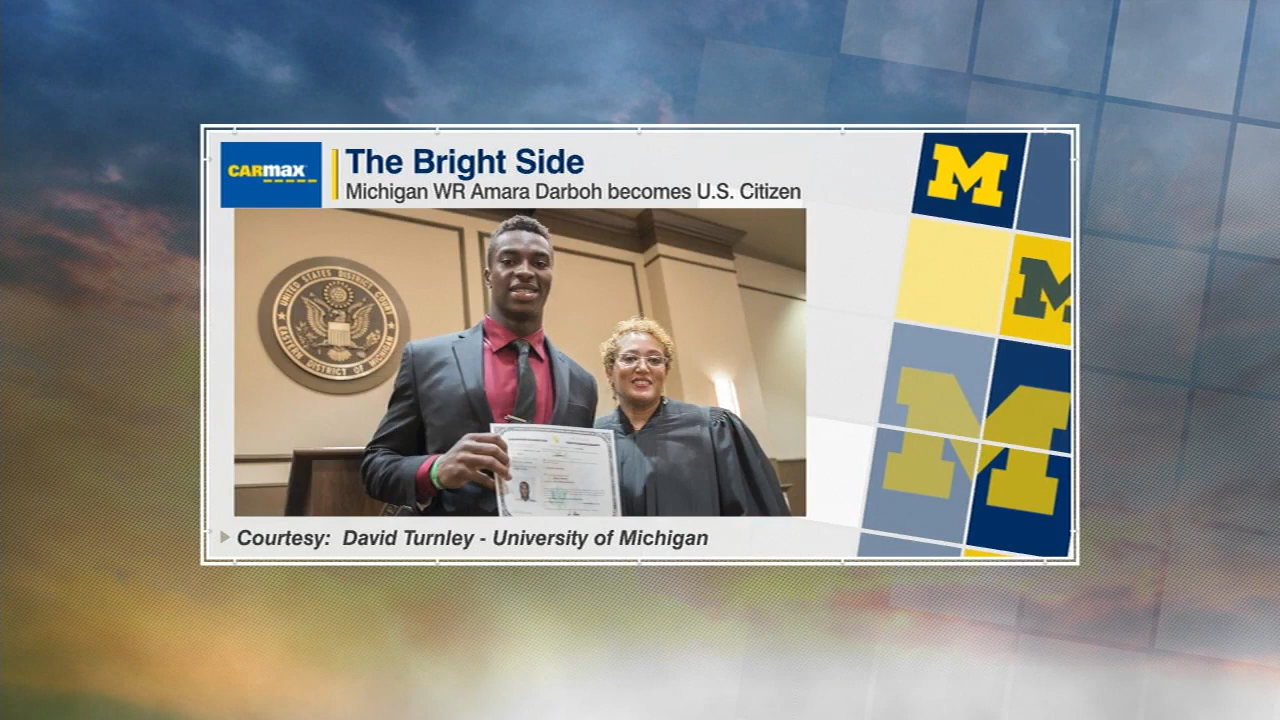 CARMAX
The Bright Side
Michigan WR Amara Darboh becomes U.S. Citizen
M
M
M
UNITED STATES DISTRICT COURT
EASTERN DISTRICT OF MICHIGAN
Courtesy: David Turnley - University of Michigan